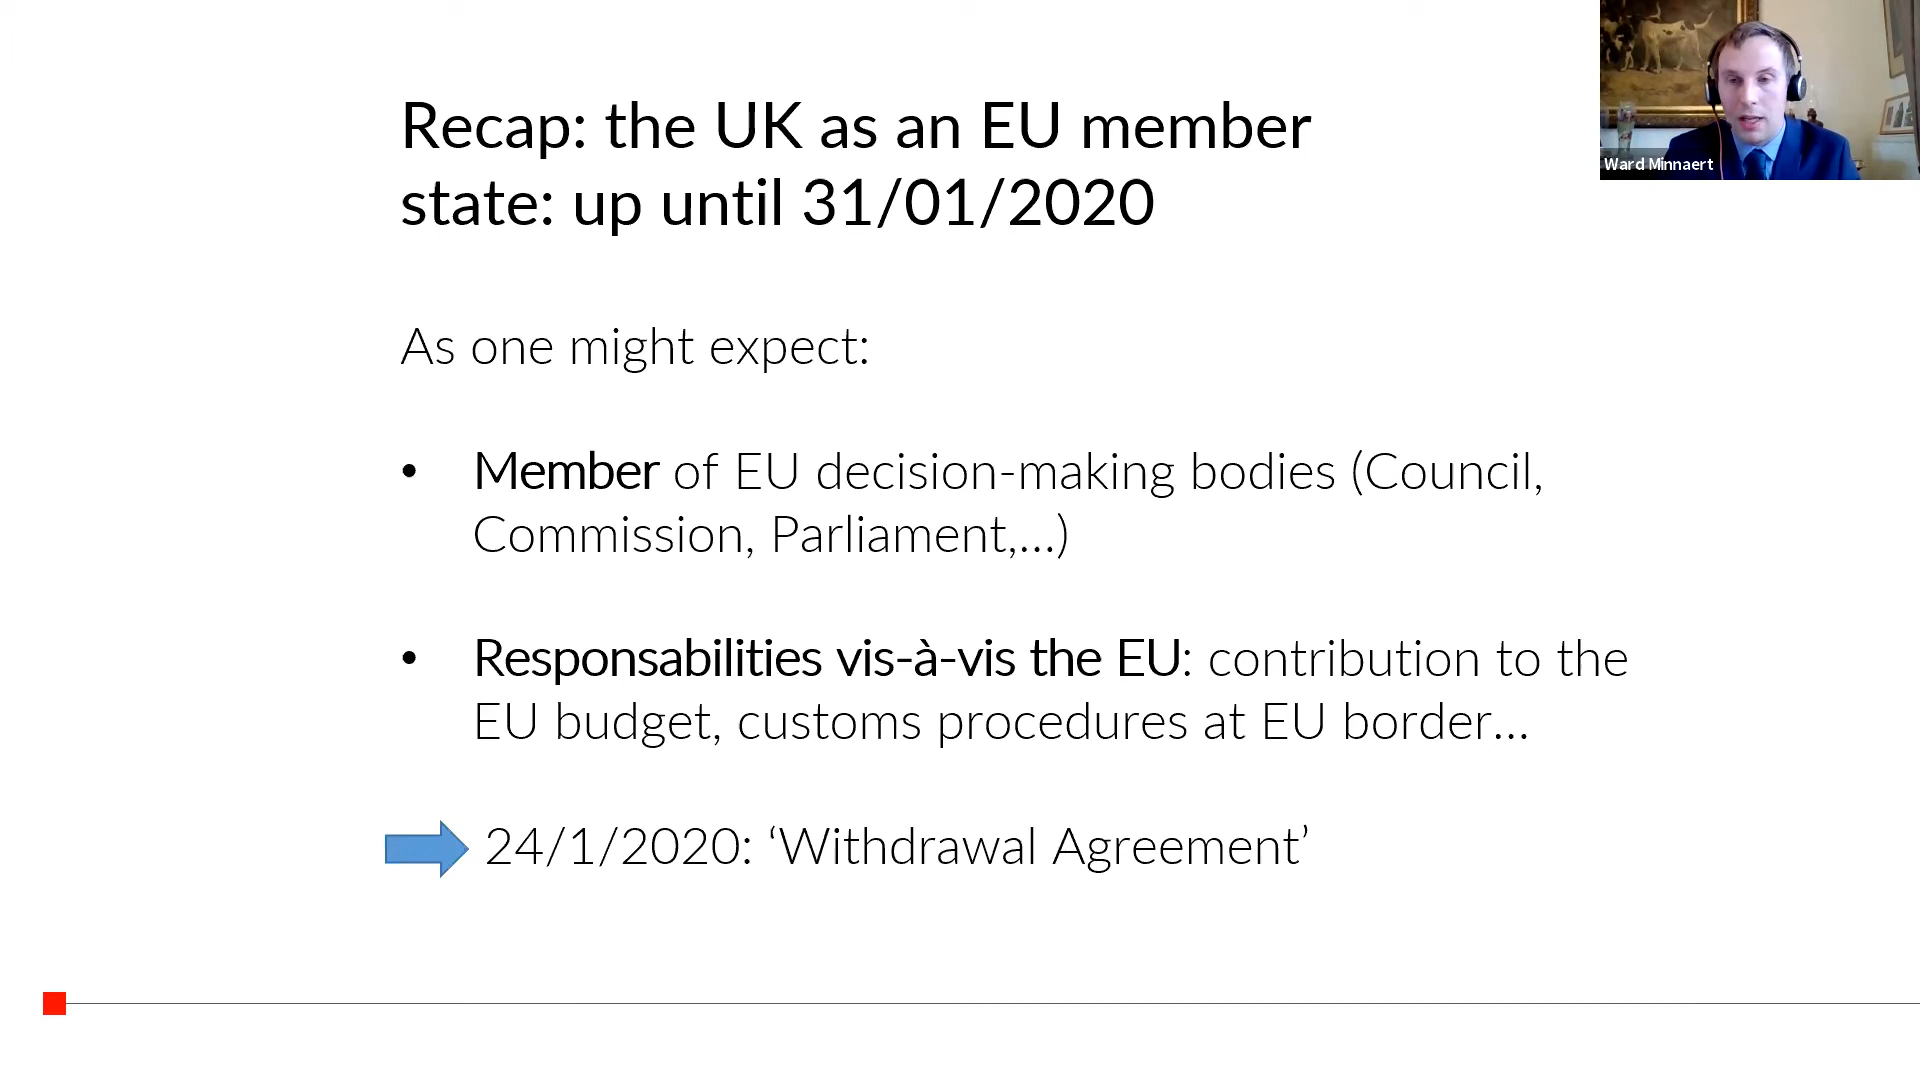 Recap: the UK as an EU member
state: up until 31/01/2020
Ward Minnaert
As one might expect:
• Member of EU decision-making bodies (Council,
Commission, Parliament,...)
• Responsabilities vis-à-vis the EU: contribution to the
EU budget, customs procedures at EU border...
24/1/2020: ‘Withdrawal Agreement’